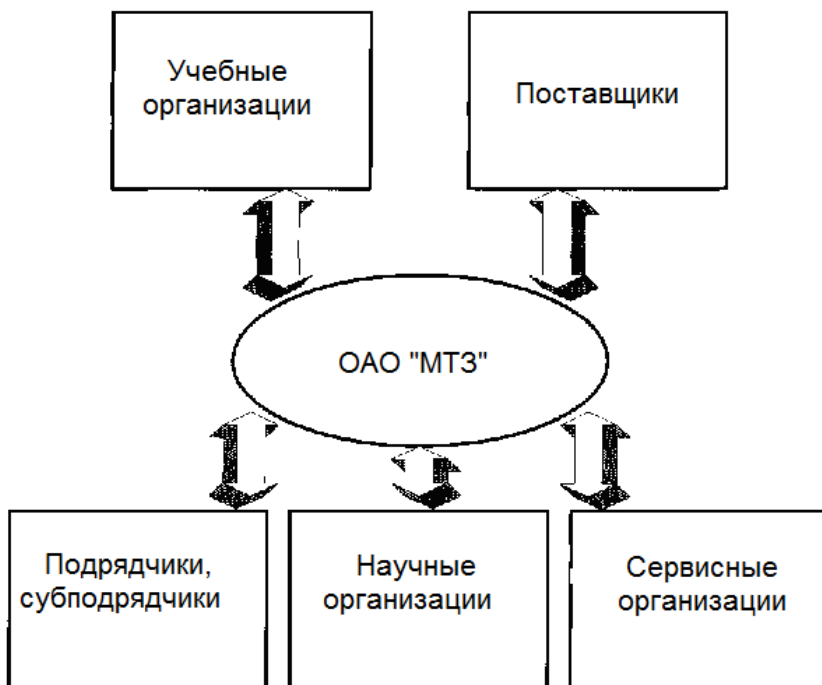 Учебные
организации
Поставщики
ОАО "МТЗ"
Подрядчики,
субподрядчики
Научные
организации
Сервисные
организации